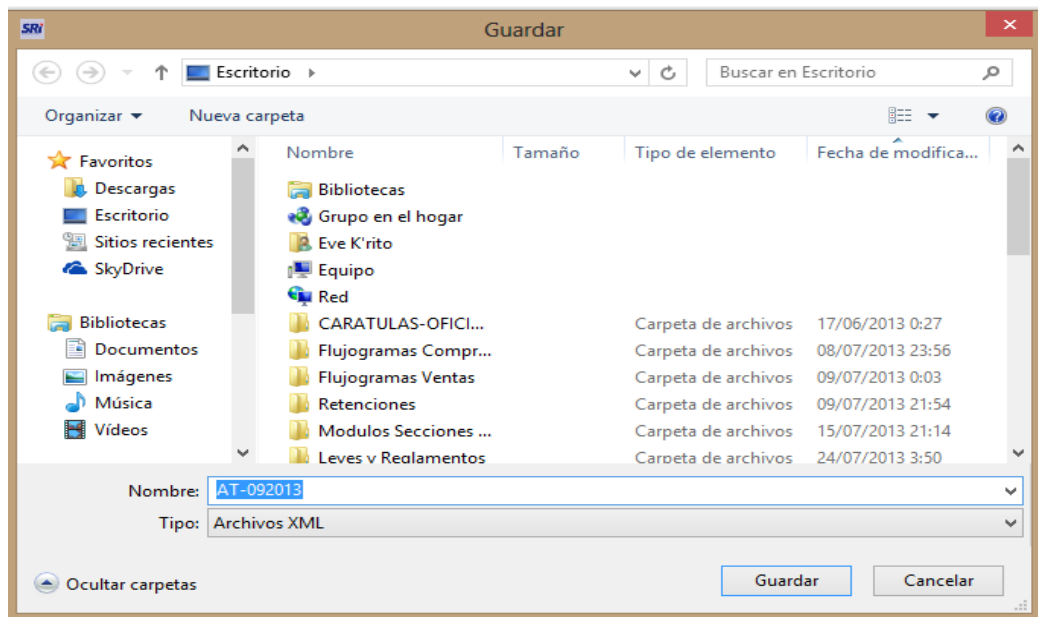 SRi Guardar
Escritorio Buscar en Escritorio
Organizar Nueva carpeta
Nombre Tamaño Tipo de elemento Fecha de modifica...
Favoritos
Descargas
Escritorio
Sitios recientes
SkyDrive
Bibliotecas
Documentos
Imágenes
Música
Vídeos
Bibliotecas
Grupo en el hogar
Eve K'rito
Equipo
Red
CARATULAS-OFICI... Carpeta de archivos 17/06/2013 0:27
Flujogramas Compr... Carpeta de archivos 08/07/2013 23:56
Flujogramas Ventas Carpeta de archivos 09/07/2013 0:03
Retenciones Carpeta de archivos 09/07/2013 21:54
Modulos Secciones ... Carpeta de archivos 15/07/2013 21:14
Leyes y Reglamentos Carpeta de archivos 24/07/2013 3:50
Nombre: AT-092013
Tipo: Archivos XML
Ocultar carpetas Guardar Cancelar